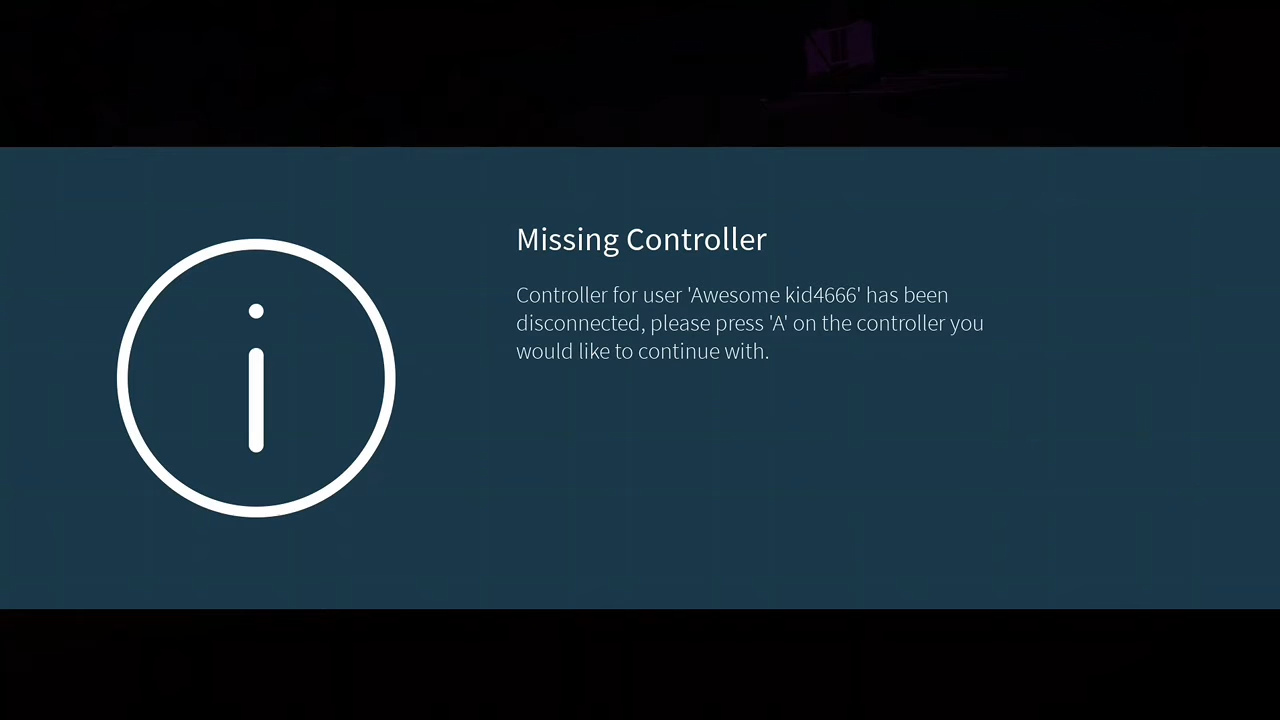 Missing Controller
Controller for user 'Awesome kid4666' has been
disconnected, please press 'A' on the controller you
would like to continue with.